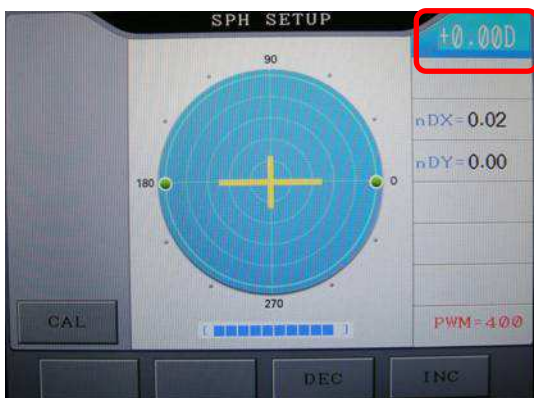 SPH SETUP
+0.00D
90
nDX=0.02
nDY=0.00
180
0
270
[ ]
CAL
PWM=400
DEC
INC